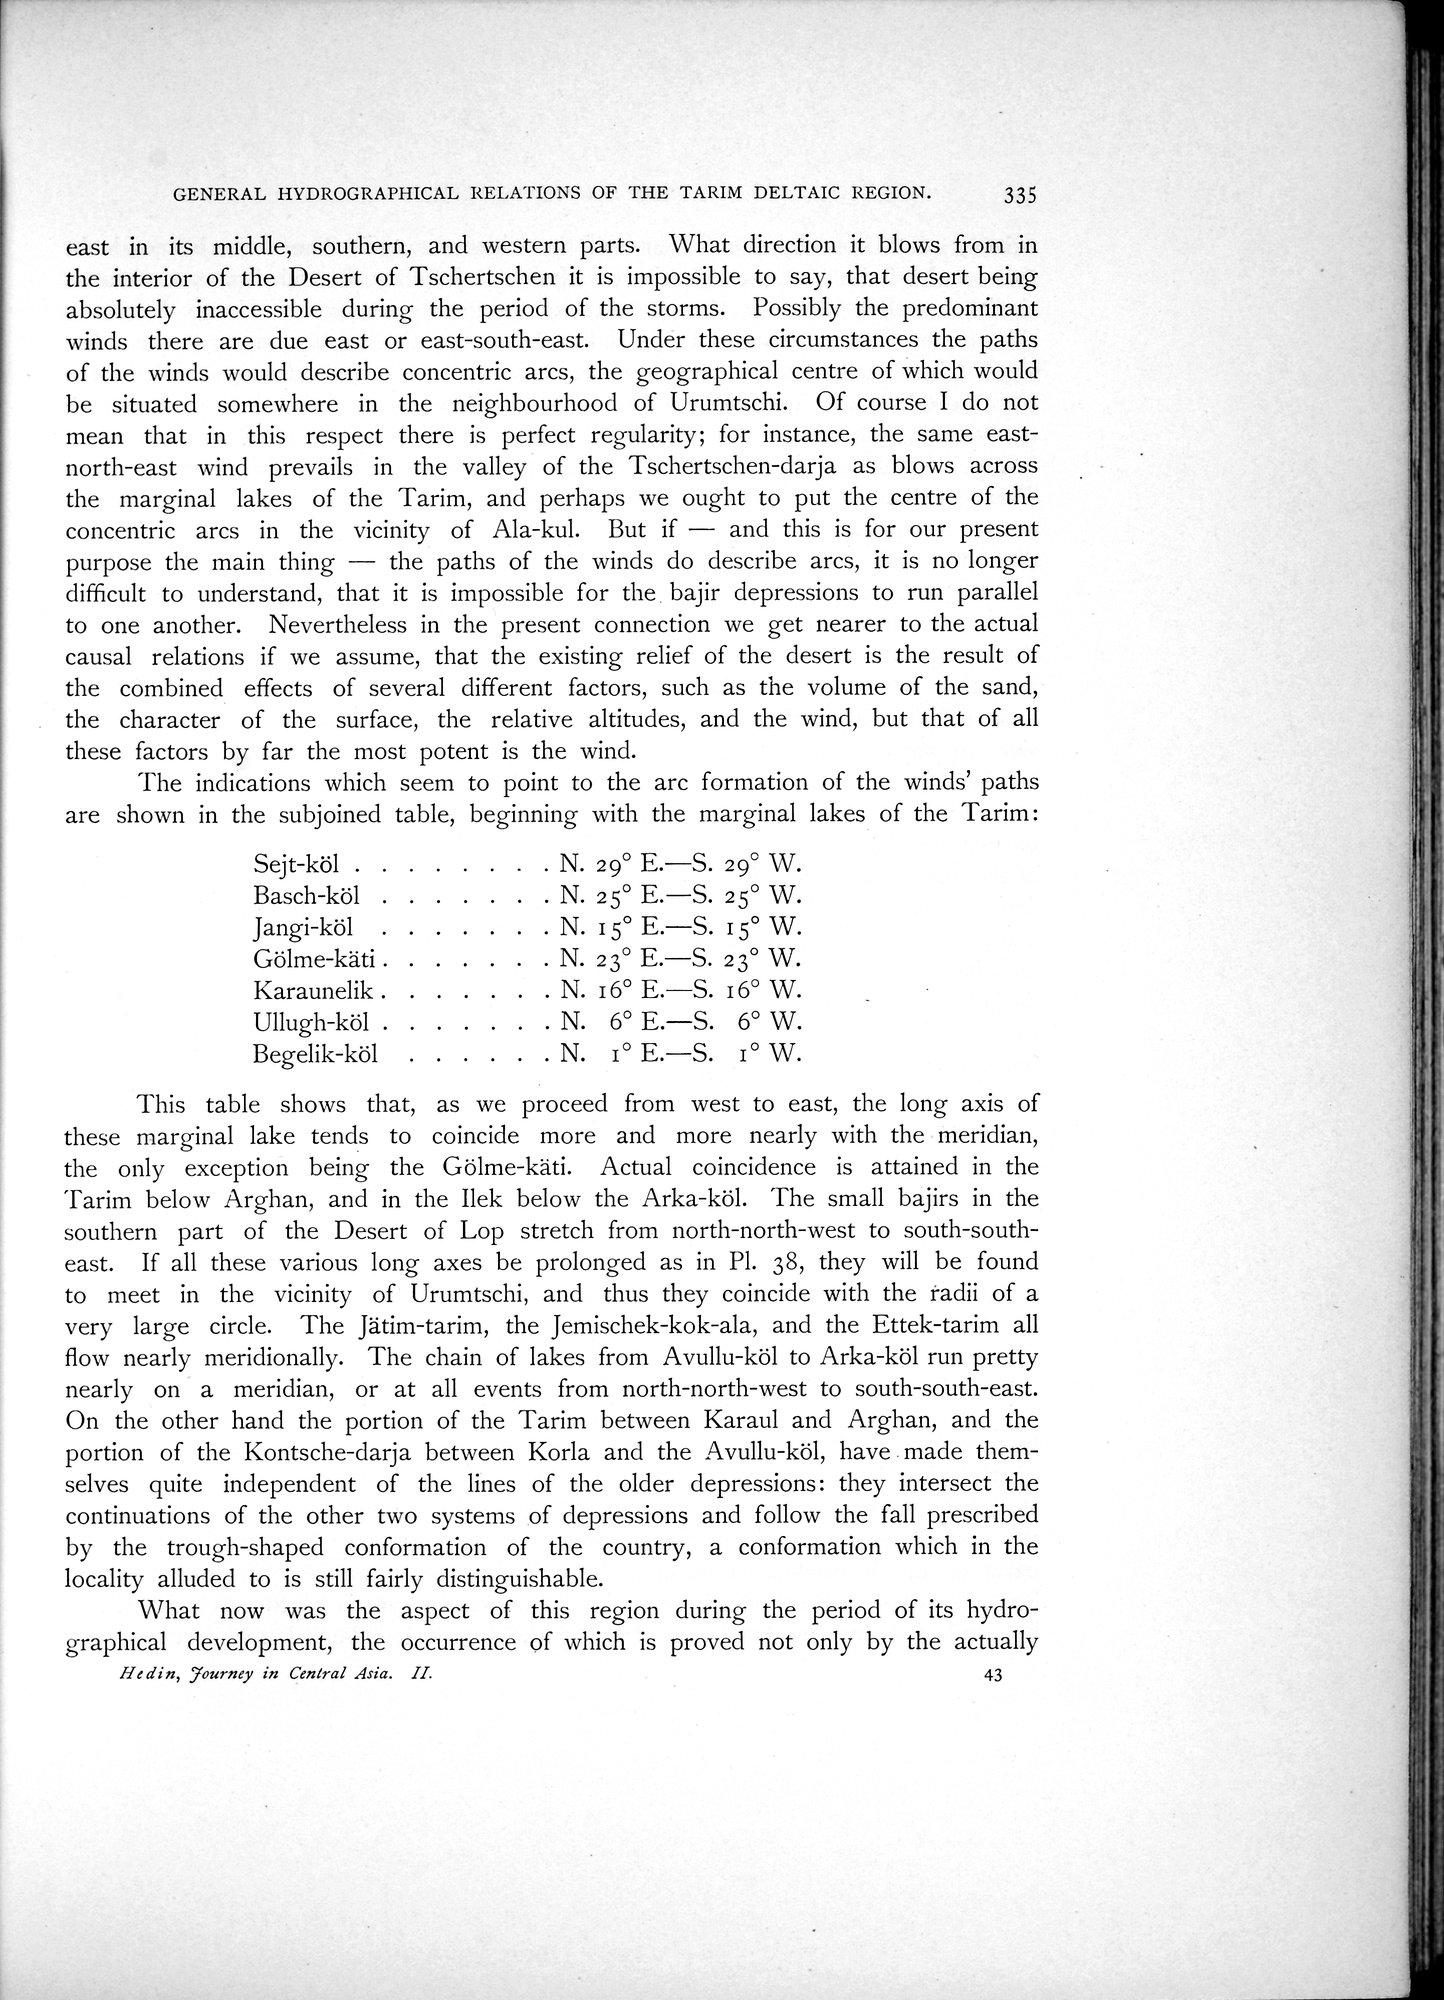 GENERAL HYDROGRAPHICAL RELATIONS OF THE TARIM DELTAIC REGION. 335
east in its middle, southern, and western parts. What direction it blows from in
the interior of the Desert of Tschertschen it is impossible to say, that desert being
absolutely inaccessible during the period of the storms. Possibly the predominant
winds there are due east or east-south-east. Under these circumstances the paths
of the winds would describe concentric arcs, the geographical centre of which would
be situated somewhere in the neighbourhood of Urumtschi. Of course I do not
mean that in this respect there is perfect regularity; for instance, the same east-
north-east wind prevails in the valley of the Tschertschen-darja as blows across
the marginal lakes of the Tarim, and perhaps we ought to put the centre of the
concentric arcs in the vicinity of Ala-kul. But if — and this is for our present
purpose the main thing — the paths of the winds do describe arcs, it is no longer
difficult to understand, that it is impossible for the bajir depressions to run parallel
to one another. Nevertheless in the present connection we get nearer to the actual
causal relations if we assume, that the existing relief of the desert is the result of
the combined effects of several different factors, such as the volume of the sand,
the character of the surface, the relative altitudes, and the wind, but that of all
these factors by far the most potent is the wind.
The indications which seem to point to the arc formation of the winds' paths
are shown in the subjoined table, beginning with the marginal lakes of the Tarim:
Sejt-köl . . . . . . . . N. 29° E.—S. 29° W.
Basch-köl . . . . . . . N. 25° E.—S. 25° W.
Jangi-köl . . . . . . . N. 15° E.—S. 15° W.
Gölme-käti . . . . . . . N. 23° E.—S. 23° W.
Karaunelik . . . . . . . N. 16° E.—S. 16° W.
Ullugh-köl . . . . . . . N. 6° E.—S. 6° W.
Begelik-köl . . . . . . N. 1° E.—S. 1° W.
This table shows that, as we proceed from west to east, the long axis of
these marginal lake tends to coincide more and more nearly with the meridian,
the only exception being the Gölme-käti. Actual coincidence is attained in the
Tarim below Arghan, and in the Ilek below the Arka-köl. The small bajirs in the
southern part of the Desert of Lop stretch from north-north-west to south-south-
east. If all these various long axes be prolonged as in Pl. 38, they will be found
to meet in the vicinity of Urumtschi, and thus they coincide with the radii of a
very large circle. The Jätim-tarim, the Jemischek-kok-ala, and the Ettek-tarim all
flow nearly meridionally. The chain of lakes from Avullu-köl to Arka-köl run pretty
nearly on a meridian, or at all events from north-north-west to south-south-east.
On the other hand the portion of the Tarim between Karaul and Arghan, and the
portion of the Kontsche-darja between Korla and the Avullu-köl, have made them-
selves quite independent of the lines of the older depressions: they intersect the
continuations of the other two systems of depressions and follow the fall prescribed
by the trough-shaped conformation of the country, a conformation which in the
locality alluded to is still fairly distinguishable.
What now was the aspect of this region during the period of its hydro-
graphical development, the occurrence of which is proved not only by the actually
Hedin, Journey in Central Asia. II. 43